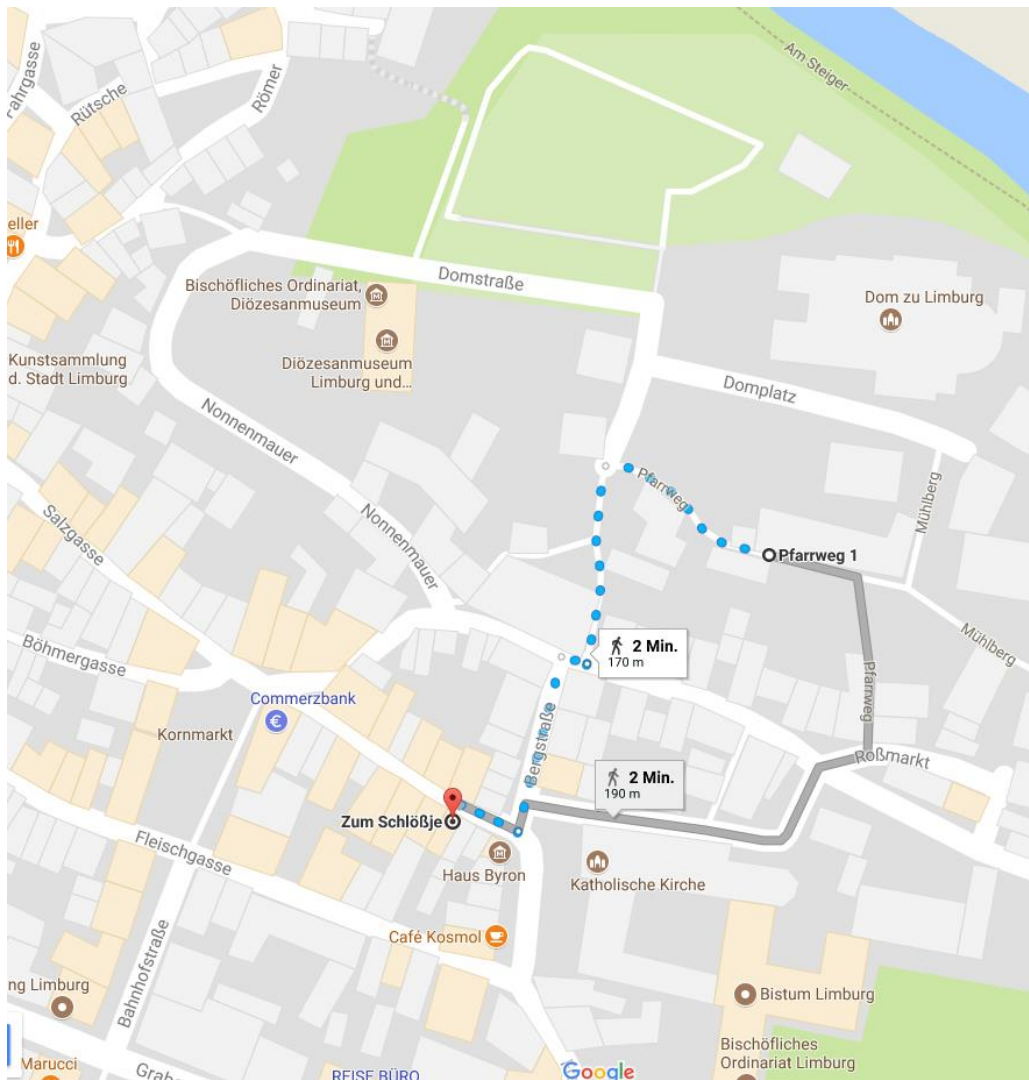 Fahrgasse
Rütsche
Römer
Am Steiger
eller
Domstraße
Bischöfliches Ordinariat,
Diözesanmuseum
Dom zu Limburg
Kunstsammlung
d. Stadt Limburg
Diözesanmuseum
Limburg und...
Domplatz
Nonnenmauer
Pfarrweg
Mühlberg
Salzgasse
Nonnenmauer
Pfarrweg 1
Mühlberg
2 Min.
170 m
Böhmergasse
Pfarrweg
Commerzbank
€
Kornmarkt
Bergstraße
Roßmarkt
2 Min.
190 m
Zum Schlößje
Fleischgasse
Haus Byron
Katholische Kirche
Café Kosmol
Bahnhofstraße
ng Limburg
Bistum Limburg
Bischöfliches
Ordinariat Limburg
Marucci
Grab
REISE BÜRO
Google